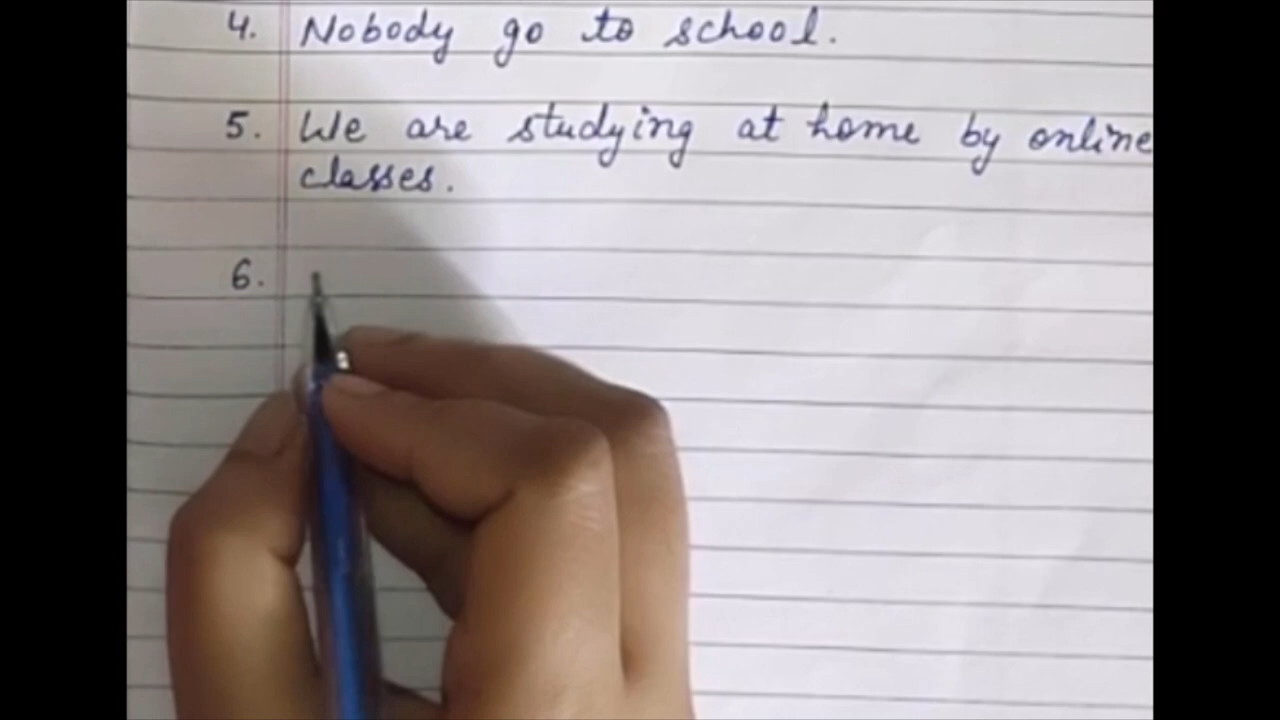 4. Nobody go to school.
5. We are studying at home by online
classes.
6.